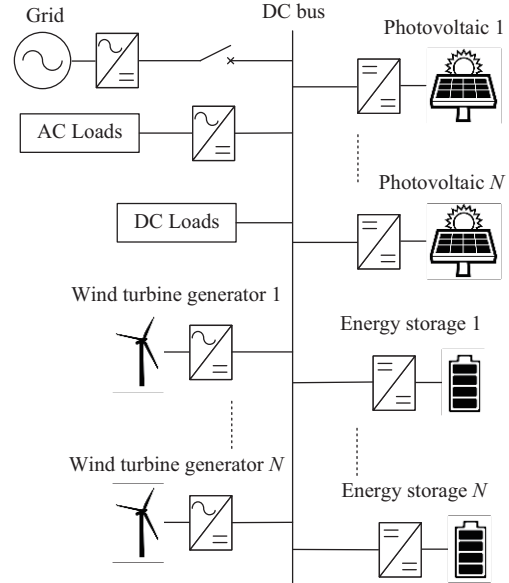 Grid
DC bus
Photovoltaic 1
AC Loads
Photovoltaic N
DC Loads
Wind turbine generator 1
Energy storage 1
Wind turbine generator N
Energy storage N